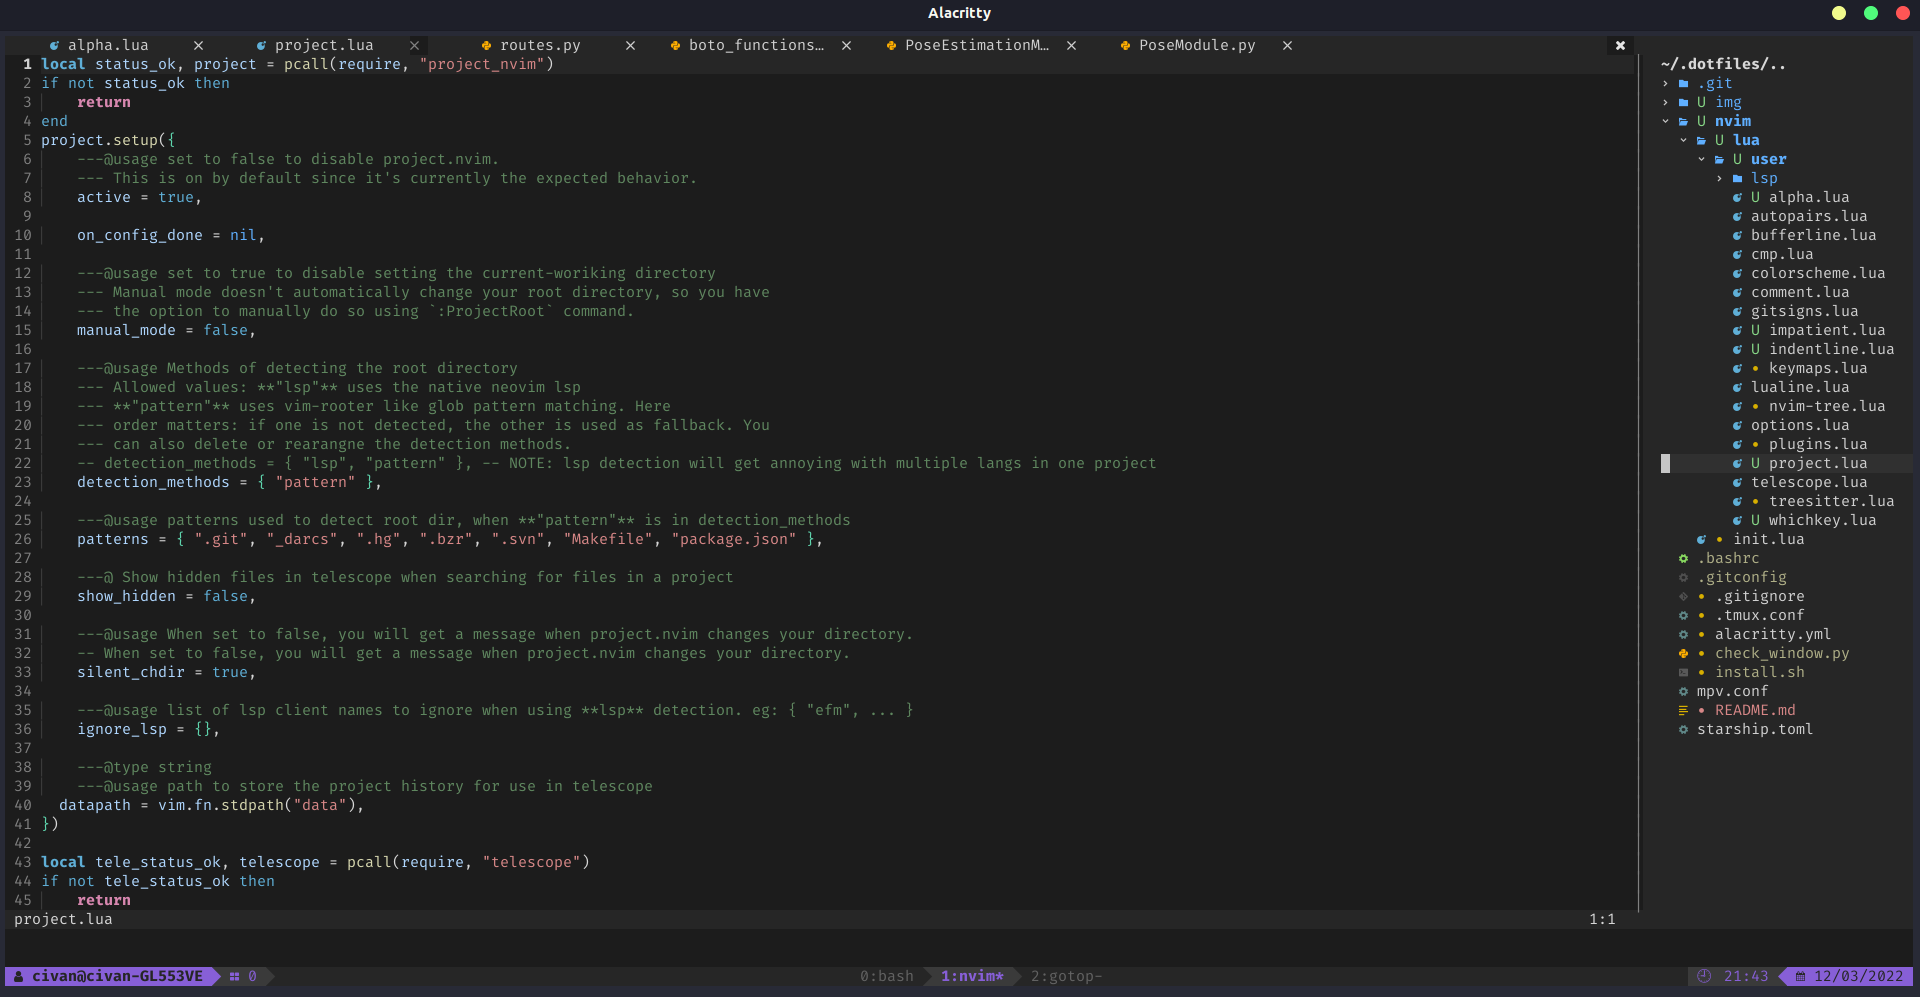 Alacritty
alpha.lua × project.lua × routes.py × boto_functions… × PoseEstimationM… × PoseModule.py ×
1 local status_ok, project = pcall(require, "project_nvim")
2 if not status_ok then
3 return
4 end
5 project.setup({
6 ---@usage set to false to disable project.nvim.
7 --- This is on by default since it's currently the expected behavior.
8 active = true,
9
10 on_config_done = nil,
11
12 ---@usage set to true to disable setting the current-woriking directory
13 --- Manual mode doesn't automatically change your root directory, so you have
14 --- the option to manually do so using `:ProjectRoot` command.
15 manual_mode = false,
16
17 ---@usage Methods of detecting the root directory
18 --- Allowed values: **"lsp"** uses the native neovim lsp
19 --- **"pattern"** uses vim-rooter like glob pattern matching. Here
20 --- order matters: if one is not detected, the other is used as fallback. You
21 --- can also delete or rearangne the detection methods.
22 -- detection_methods = { "lsp", "pattern" }, -- NOTE: lsp detection will get annoying with multiple langs in one project
23 detection_methods = { "pattern" },
24
25 ---@usage patterns used to detect root dir, when **"pattern"** is in detection_methods
26 patterns = { ".git", "_darcs", ".hg", ".bzr", ".svn", "Makefile", "package.json" },
27
28 ---@ Show hidden files in telescope when searching for files in a project
29 show_hidden = false,
30
31 ---@usage When set to false, you will get a message when project.nvim changes your directory.
32 -- When set to false, you will get a message when project.nvim changes your directory.
33 silent_chdir = true,
34
35 ---@usage list of lsp client names to ignore when using **lsp** detection. eg: { "efm", ... }
36 ignore_lsp = {},
37
38 ---@type string
39 ---@usage path to store the project history for use in telescope
40 datapath = vim.fn.stdpath("data"),
41 })
42
43 local tele_status_ok, telescope = pcall(require, "telescope")
44 if not tele_status_ok then
45 return
project.lua 1:1
~/.dotfiles/..
.git
U img
U nvim
U lua
U user
lsp
U alpha.lua
autopairs.lua
bufferline.lua
cmp.lua
colorscheme.lua
comment.lua
gitsigns.lua
U impatient.lua
U indentline.lua
• keymaps.lua
lualine.lua
• nvim-tree.lua
options.lua
• plugins.lua
U project.lua
telescope.lua
• treesitter.lua
U whichkey.lua
• init.lua
.bashrc
.gitconfig
• .gitignore
• .tmux.conf
• alacritty.yml
• check_window.py
• install.sh
mpv.conf
• README.md
starship.toml
civan@civan-GL553VE 0 0:bash 1:nvim* 2:gotop- 21:43 12/03/2022